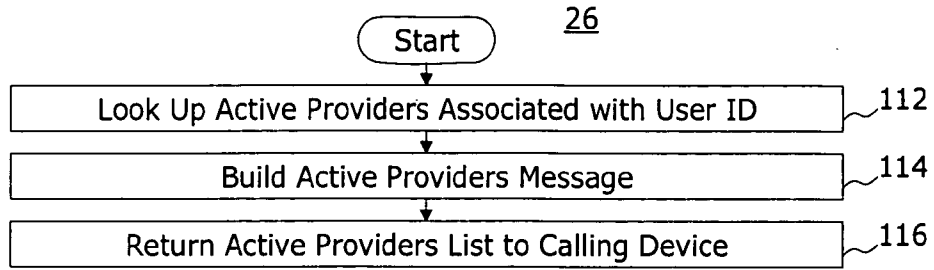 26
Start
Look Up Active Providers Associated with User ID
112
Build Active Providers Message
114
Return Active Providers List to Calling Device
116